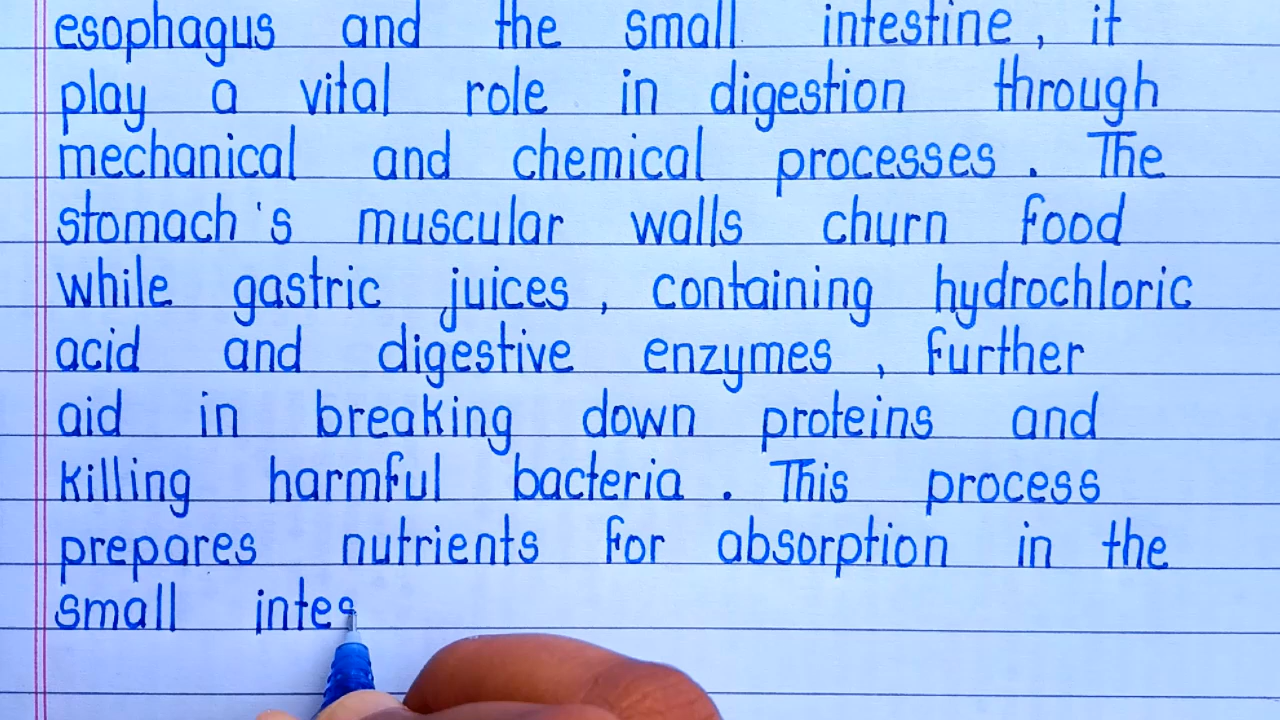 esophagus and the small intestine, it
play a vital role in digestion through
mechanical and chemical processes. The
stomach's muscular walls churn food
while gastric juices, containing hydrochloric
acid and digestive enzymes, further
aid in breaking down proteins and
killing harmful bacteria. This process
prepares nutrients for absorption in the
small intes